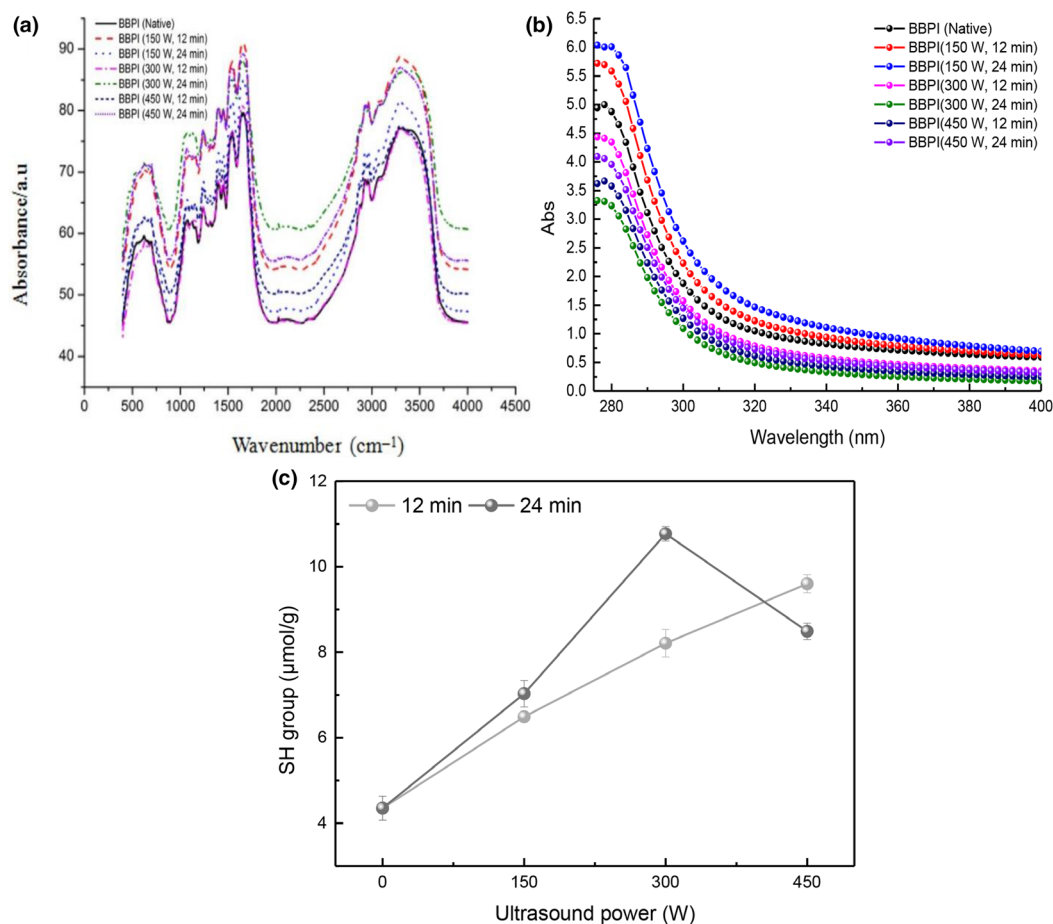 (a)
BBPI (Native)
BBPI (150 W, 12 min)
BBPI (150 W, 24 min)
BBPI (300 W, 12 min)
BBPI (300 W, 24 min)
BBPI (450 W, 12 min)
BBPI (450 W, 24 min)
Absorbance/a.u
90
80
70
60
50
40
0 500 1000 1500 2000 2500 3000 3500 4000 4500
Wavenumber (cm⁻¹)
(b)
BBPI (Native)
BBPI(150 W, 12 min)
BBPI(150 W, 24 min)
BBPI(300 W, 12 min)
BBPI(300 W, 24 min)
BBPI(450 W, 12 min)
BBPI(450 W, 24 min)
Abs
6.5
6.0
5.5
5.0
4.5
4.0
3.5
3.0
2.5
2.0
1.5
1.0
0.5
0.0
280 300 320 340 360 380 400
Wavelength (nm)
(c)
12 min 24 min
SH group (μmol/g)
12
10
8
6
4
0 150 300 450
Ultrasound power (W)